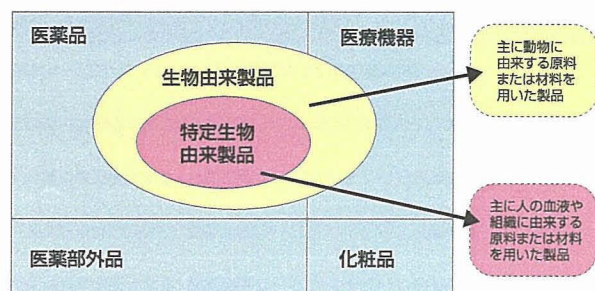 医薬品
医療機器
生物由来製品
特定生物
由来製品
医薬部外品
化粧品
主に動物に
由来する原料
または材料を
用いた製品
主に人の血液や
組織に由来する
原料または材料
を用いた製品